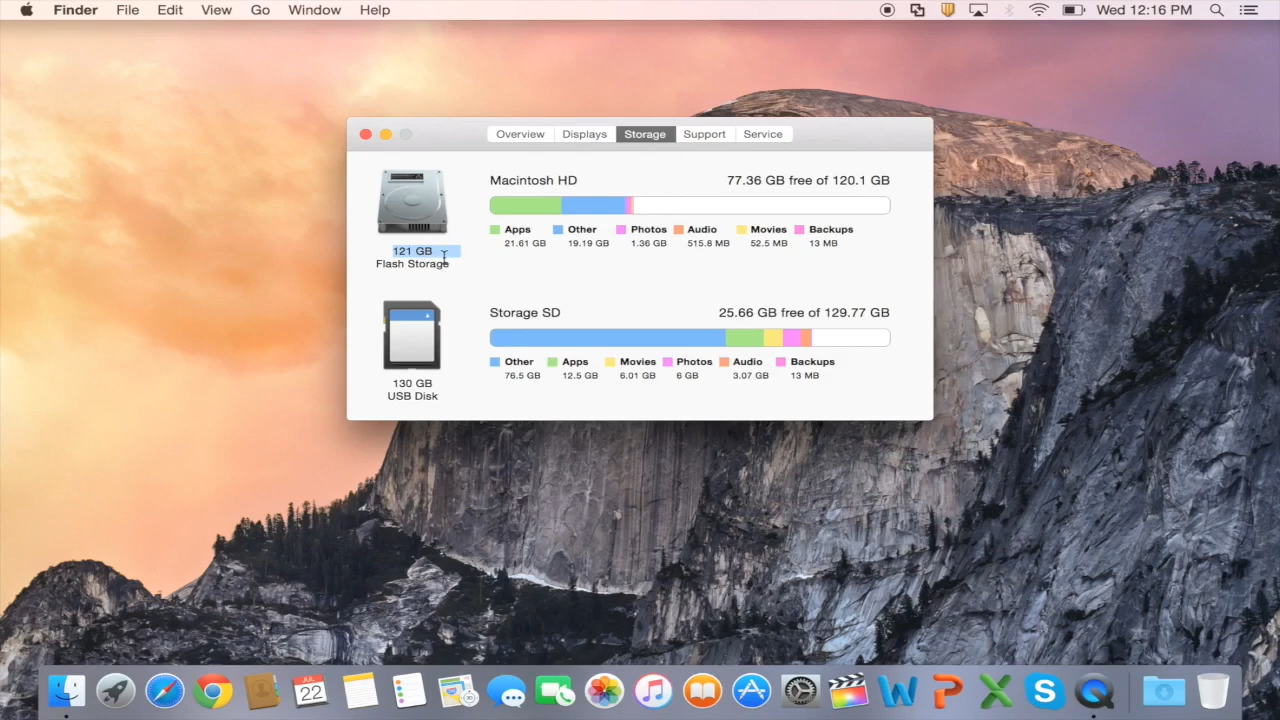 Finder File Edit View Go Window Help Wed 12:16 PM
Overview Displays Storage Support Service
Macintosh HD 77.36 GB free of 120.1 GB
Apps Other Photos Audio Movies Backups
21.61 GB 19.19 GB 1.36 GB 515.8 MB 52.5 MB 13 MB
121 GB
Flash Storage
Storage SD 25.66 GB free of 129.77 GB
Other Apps Movies Photos Audio Backups
76.5 GB 12.5 GB 6.01 GB 6 GB 3.07 GB 13 MB
130 GB
USB Disk
JUL
22